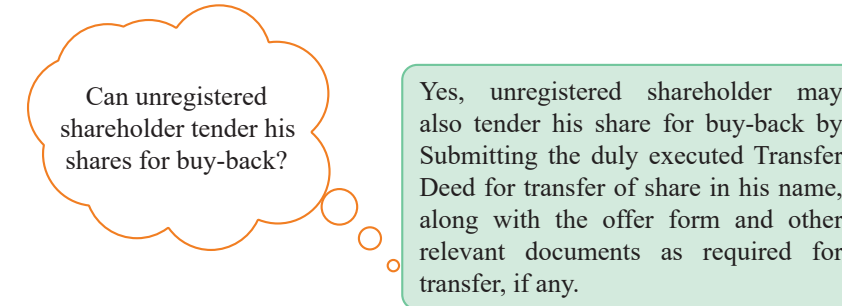 Can unregistered
shareholder tender his
shares for buy-back?
Yes, unregistered shareholder may
also tender his share for buy-back by
Submitting the duly executed Transfer
Deed for transfer of share in his name,
along with the offer form and other
relevant documents as required for
transfer, if any.